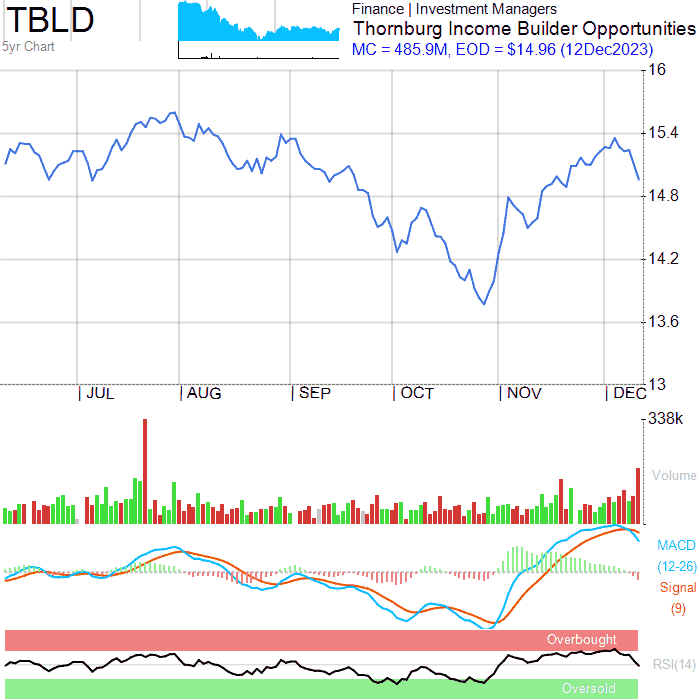 TBLD
5yr Chart
Finance | Investment Managers
Thornburg Income Builder Opportunities
MC = 485.9M, EOD = $14.96 (12Dec2023)
16
15.4
14.8
14.2
13.6
13
| JUL | AUG | SEP | OCT | NOV | DEC
338k
Volume
MACD
(12-26)
Signal
(9)
Overbought
RSI(14)
Oversold